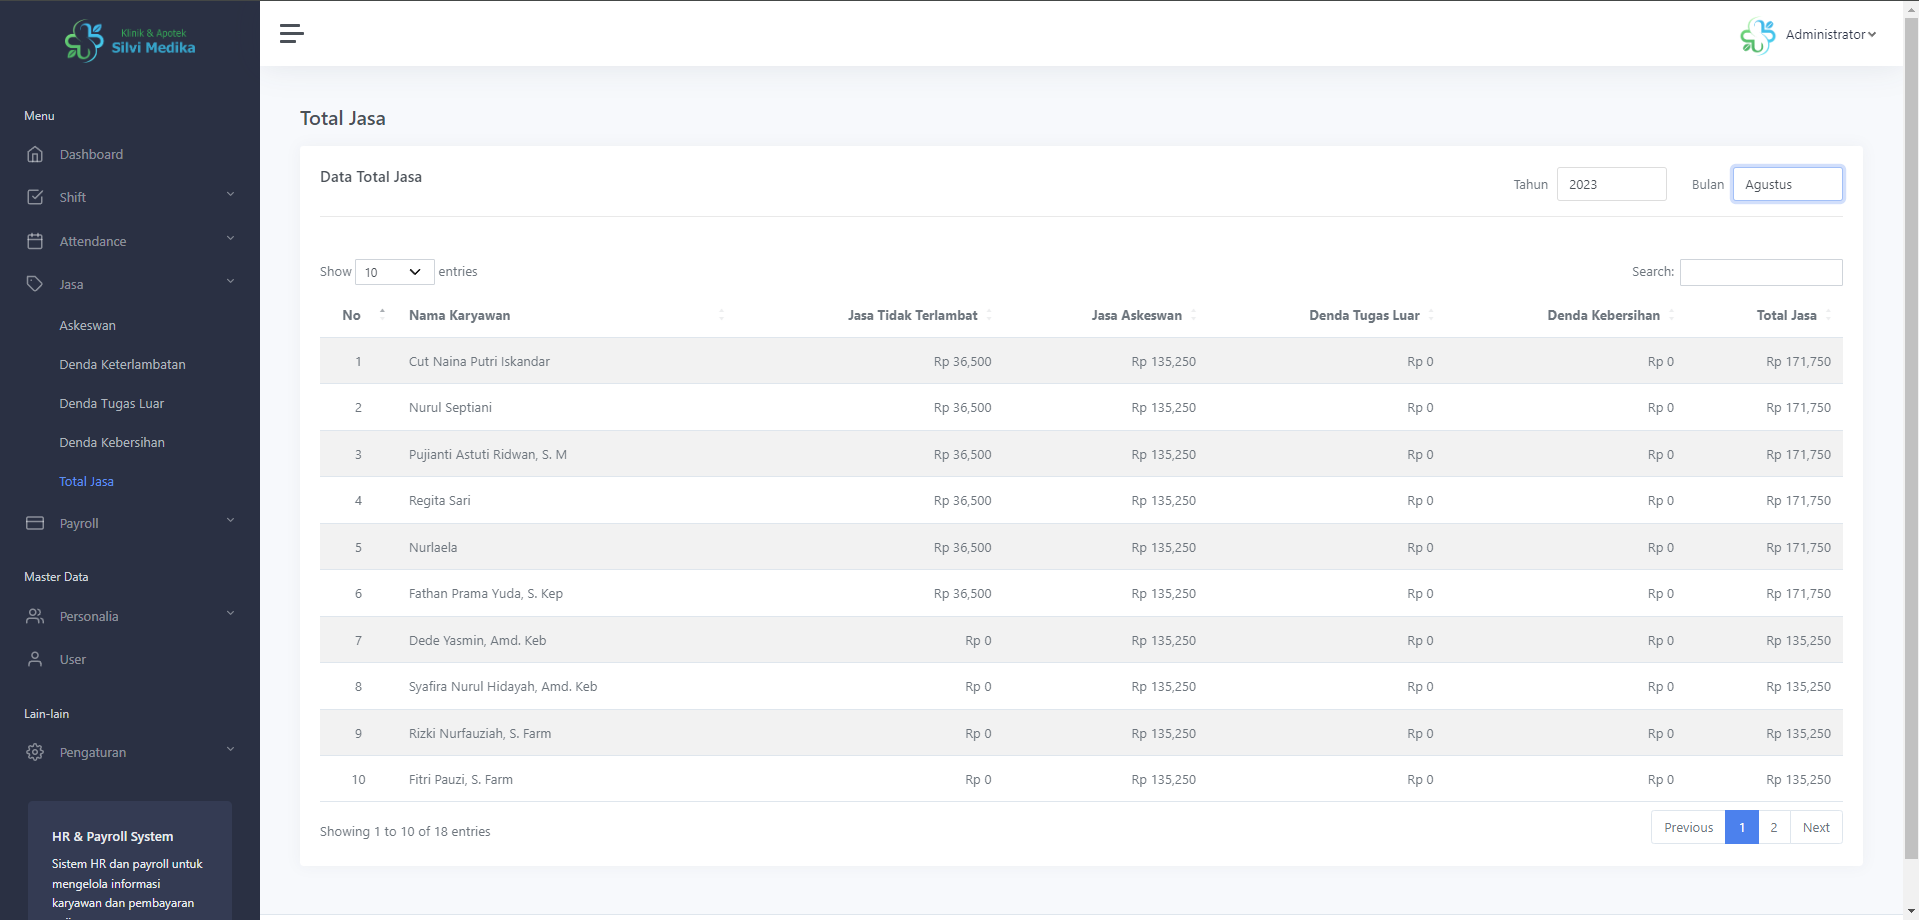 Klinik & Apotek
Silvi Medika
Administrator
Menu
Dashboard
Shift
Attendance
Jasa
Askeswan
Denda Keterlambatan
Denda Tugas Luar
Denda Kebersihan
Total Jasa
Payroll
Master Data
Personalia
User
Lain-lain
Pengaturan
HR & Payroll System
Sistem HR dan payroll untuk
mengelola informasi
karyawan dan pembayaran
Total Jasa
Data Total Jasa
Tahun 2023 Bulan Agustus
Show 10 entries Search:
No Nama Karyawan Jasa Tidak Terlambat Jasa Askeswan Denda Tugas Luar Denda Kebersihan Total Jasa
1 Cut Naina Putri Iskandar Rp 36,500 Rp 135,250 Rp 0 Rp 0 Rp 171,750
2 Nurul Septiani Rp 36,500 Rp 135,250 Rp 0 Rp 0 Rp 171,750
3 Pujianti Astuti Ridwan, S. M Rp 36,500 Rp 135,250 Rp 0 Rp 0 Rp 171,750
4 Regita Sari Rp 36,500 Rp 135,250 Rp 0 Rp 0 Rp 171,750
5 Nurlaela Rp 36,500 Rp 135,250 Rp 0 Rp 0 Rp 171,750
6 Fathan Prama Yuda, S. Kep Rp 36,500 Rp 135,250 Rp 0 Rp 0 Rp 171,750
7 Dede Yasmin, Amd. Keb Rp 0 Rp 135,250 Rp 0 Rp 0 Rp 135,250
8 Syafira Nurul Hidayah, Amd. Keb Rp 0 Rp 135,250 Rp 0 Rp 0 Rp 135,250
9 Rizki Nurfauziah, S. Farm Rp 0 Rp 135,250 Rp 0 Rp 0 Rp 135,250
10 Fitri Pauzi, S. Farm Rp 0 Rp 135,250 Rp 0 Rp 0 Rp 135,250
Showing 1 to 10 of 18 entries
Previous 1 2 Next